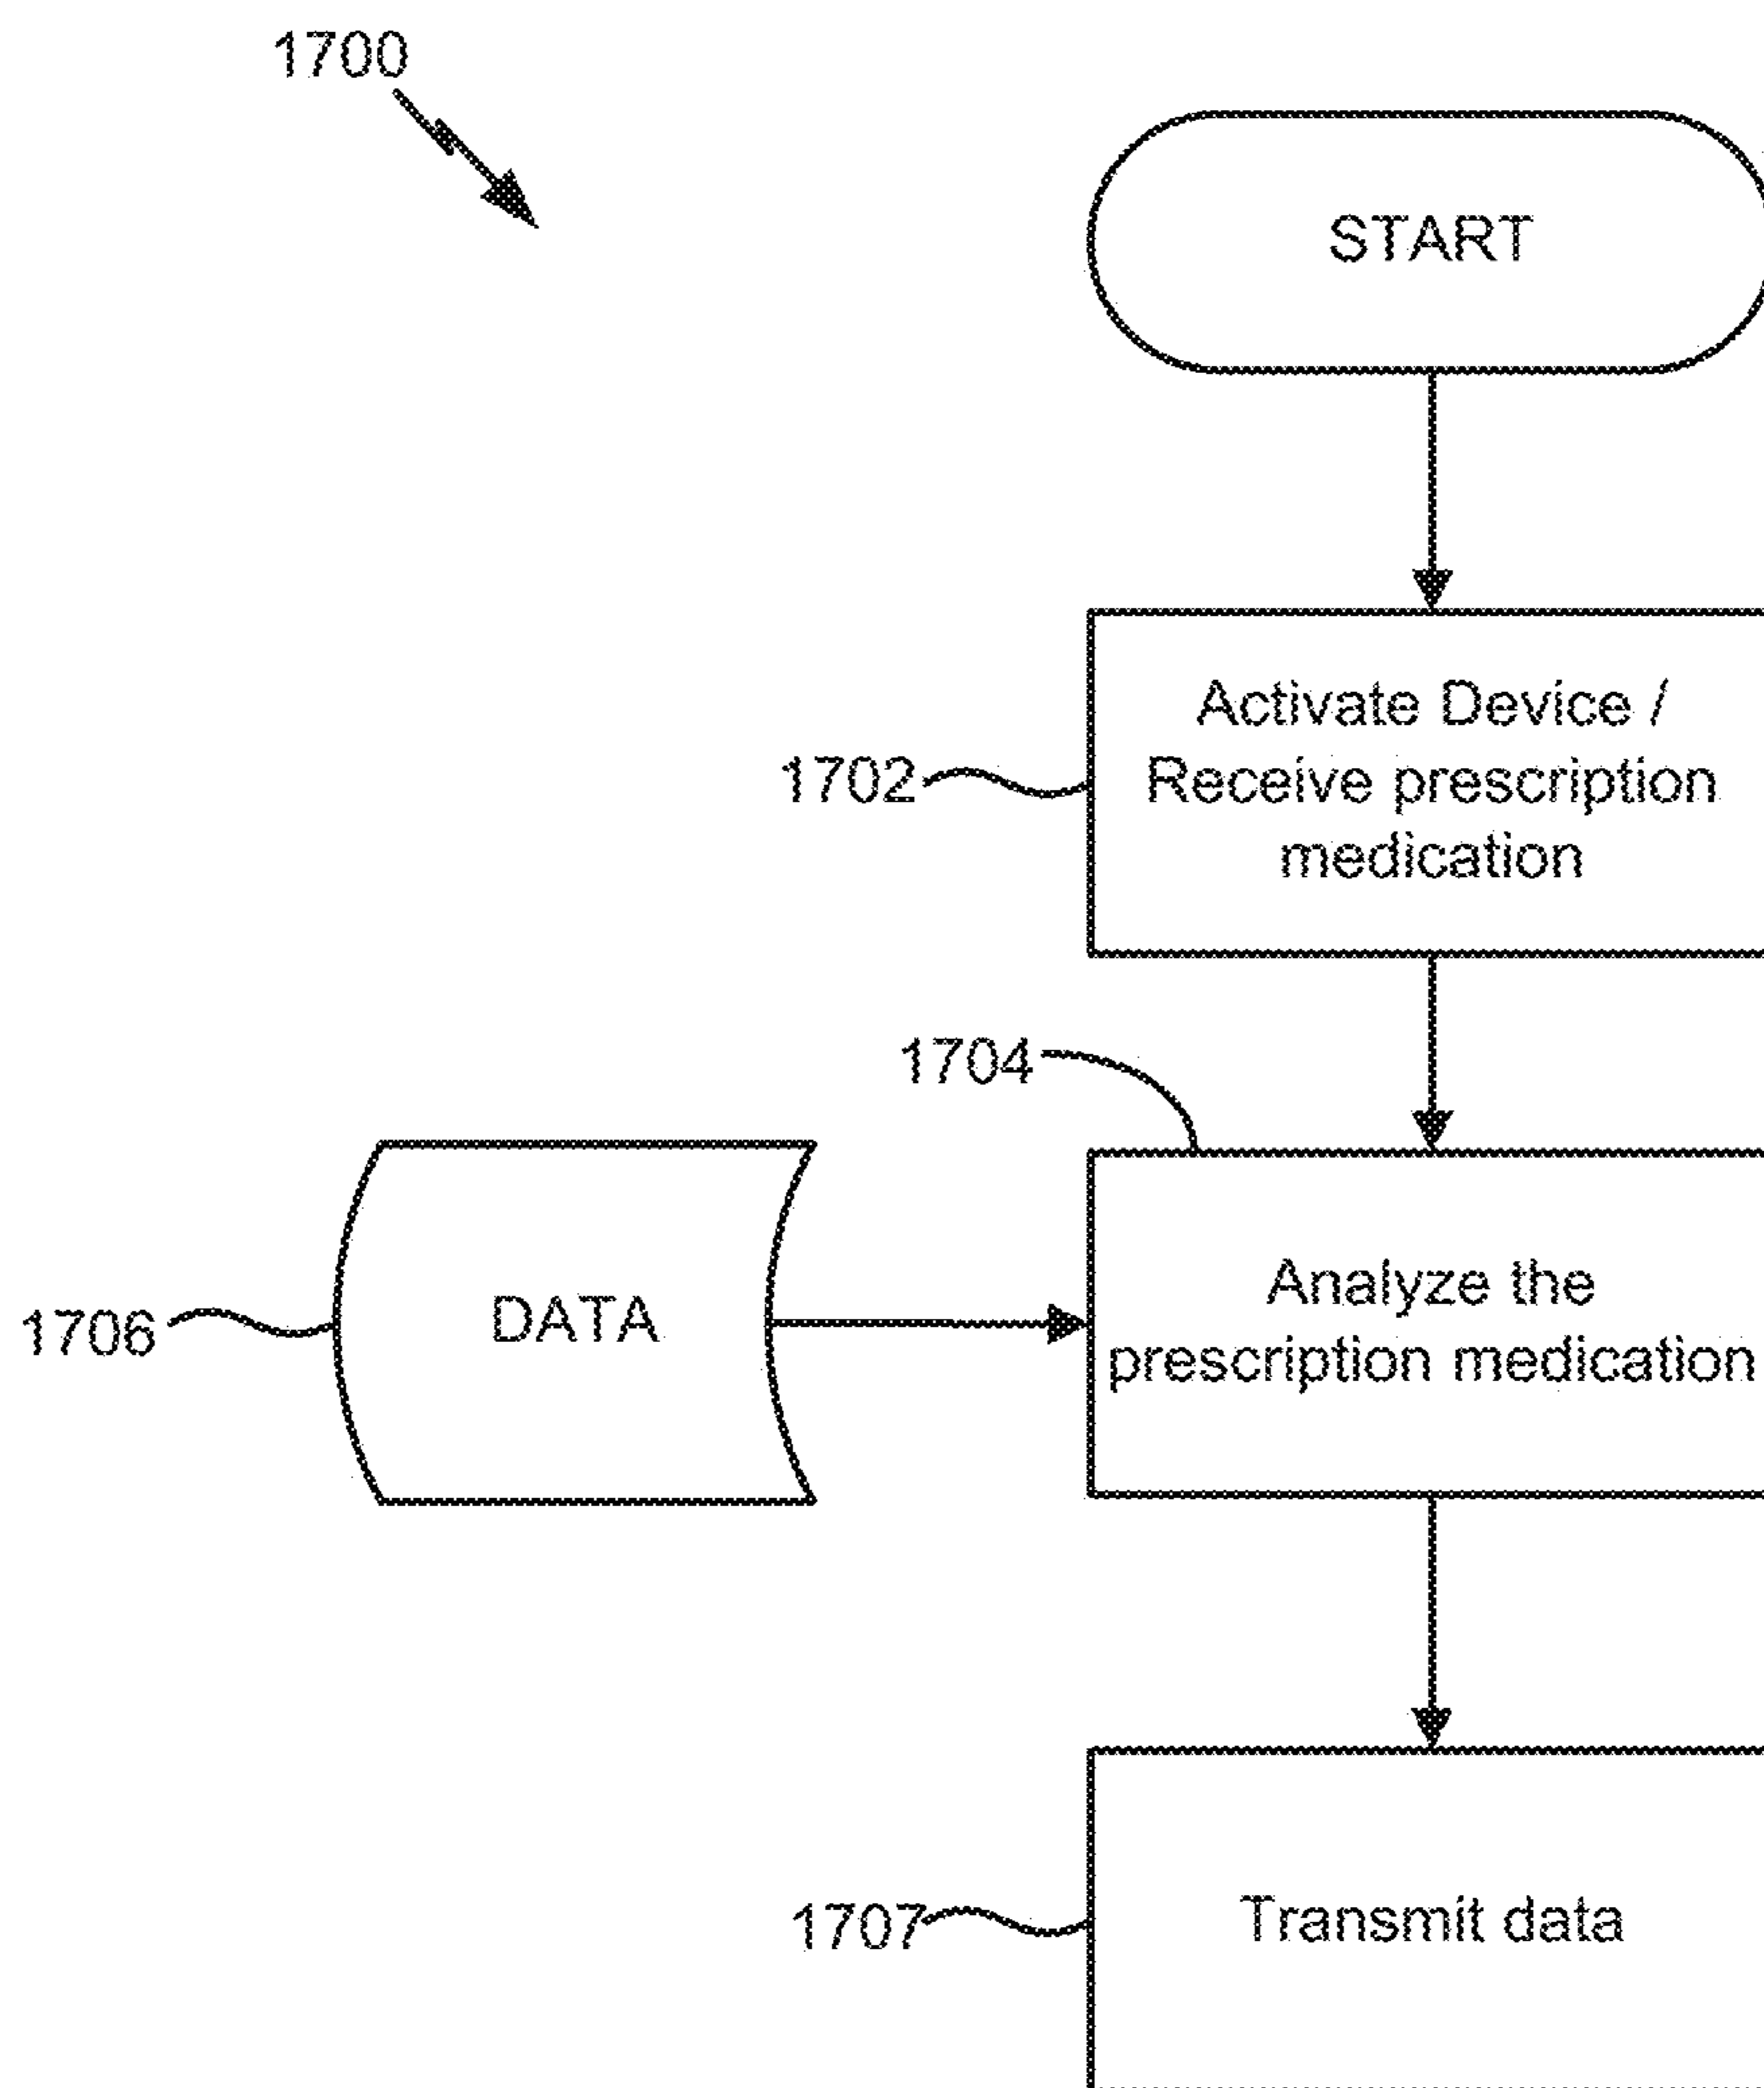 1700
START
1702
Activate Device /
Receive prescription
medication
1704
1706
DATA
Analyze the
prescription medication
1707
Transmit data